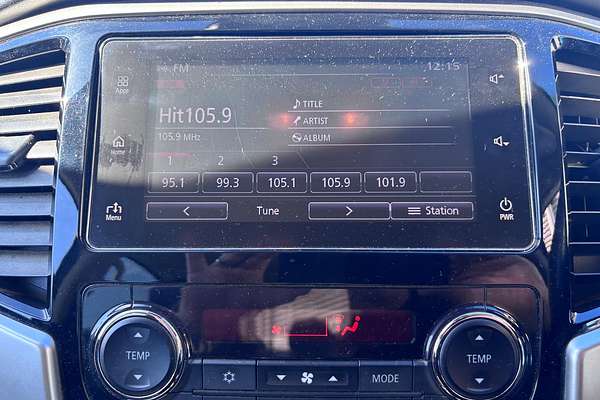 FM
12:15
Apps
Hit105.9
105.9 MHz
TITLE
ARTIST
ALBUM
Home
1 2 3
95.1 99.3 105.1 105.9 101.9
Menu
< Tune > Station
PWR
TEMP
TEMP
MODE